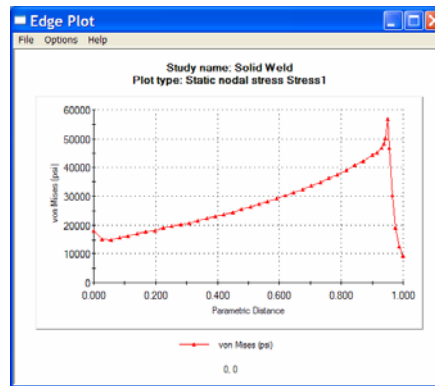 Edge Plot
File Options Help
Study name: Solid Weld
Plot type: Static nodal stress Stress1
60000
50000
40000
30000
20000
10000
0
von Mises (psi)
0.000 0.200 0.400 0.600 0.800 1.000
Parametric Distance
von Mises (psi)
0, 0